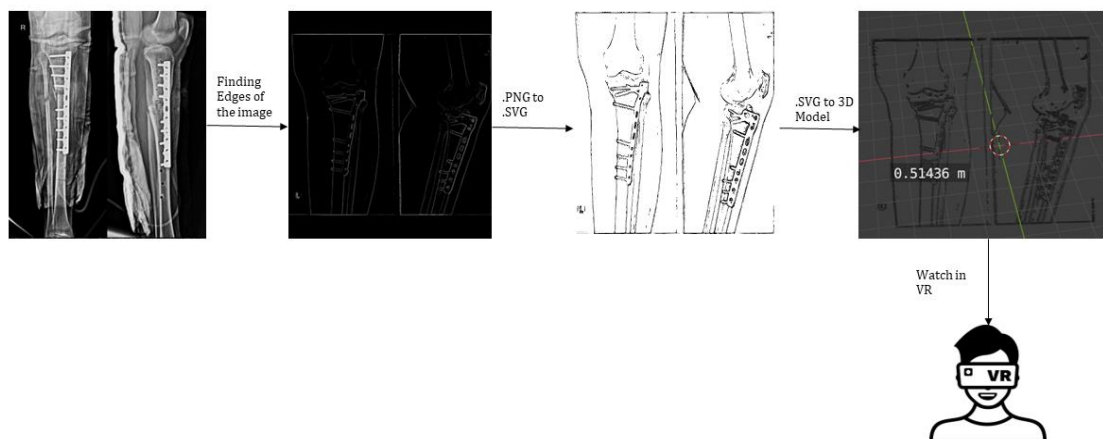 R
Finding
Edges of
the image
.PNG to
.SVG
.SVG to 3D
Model
0.51436 m
Watch in
VR
VR